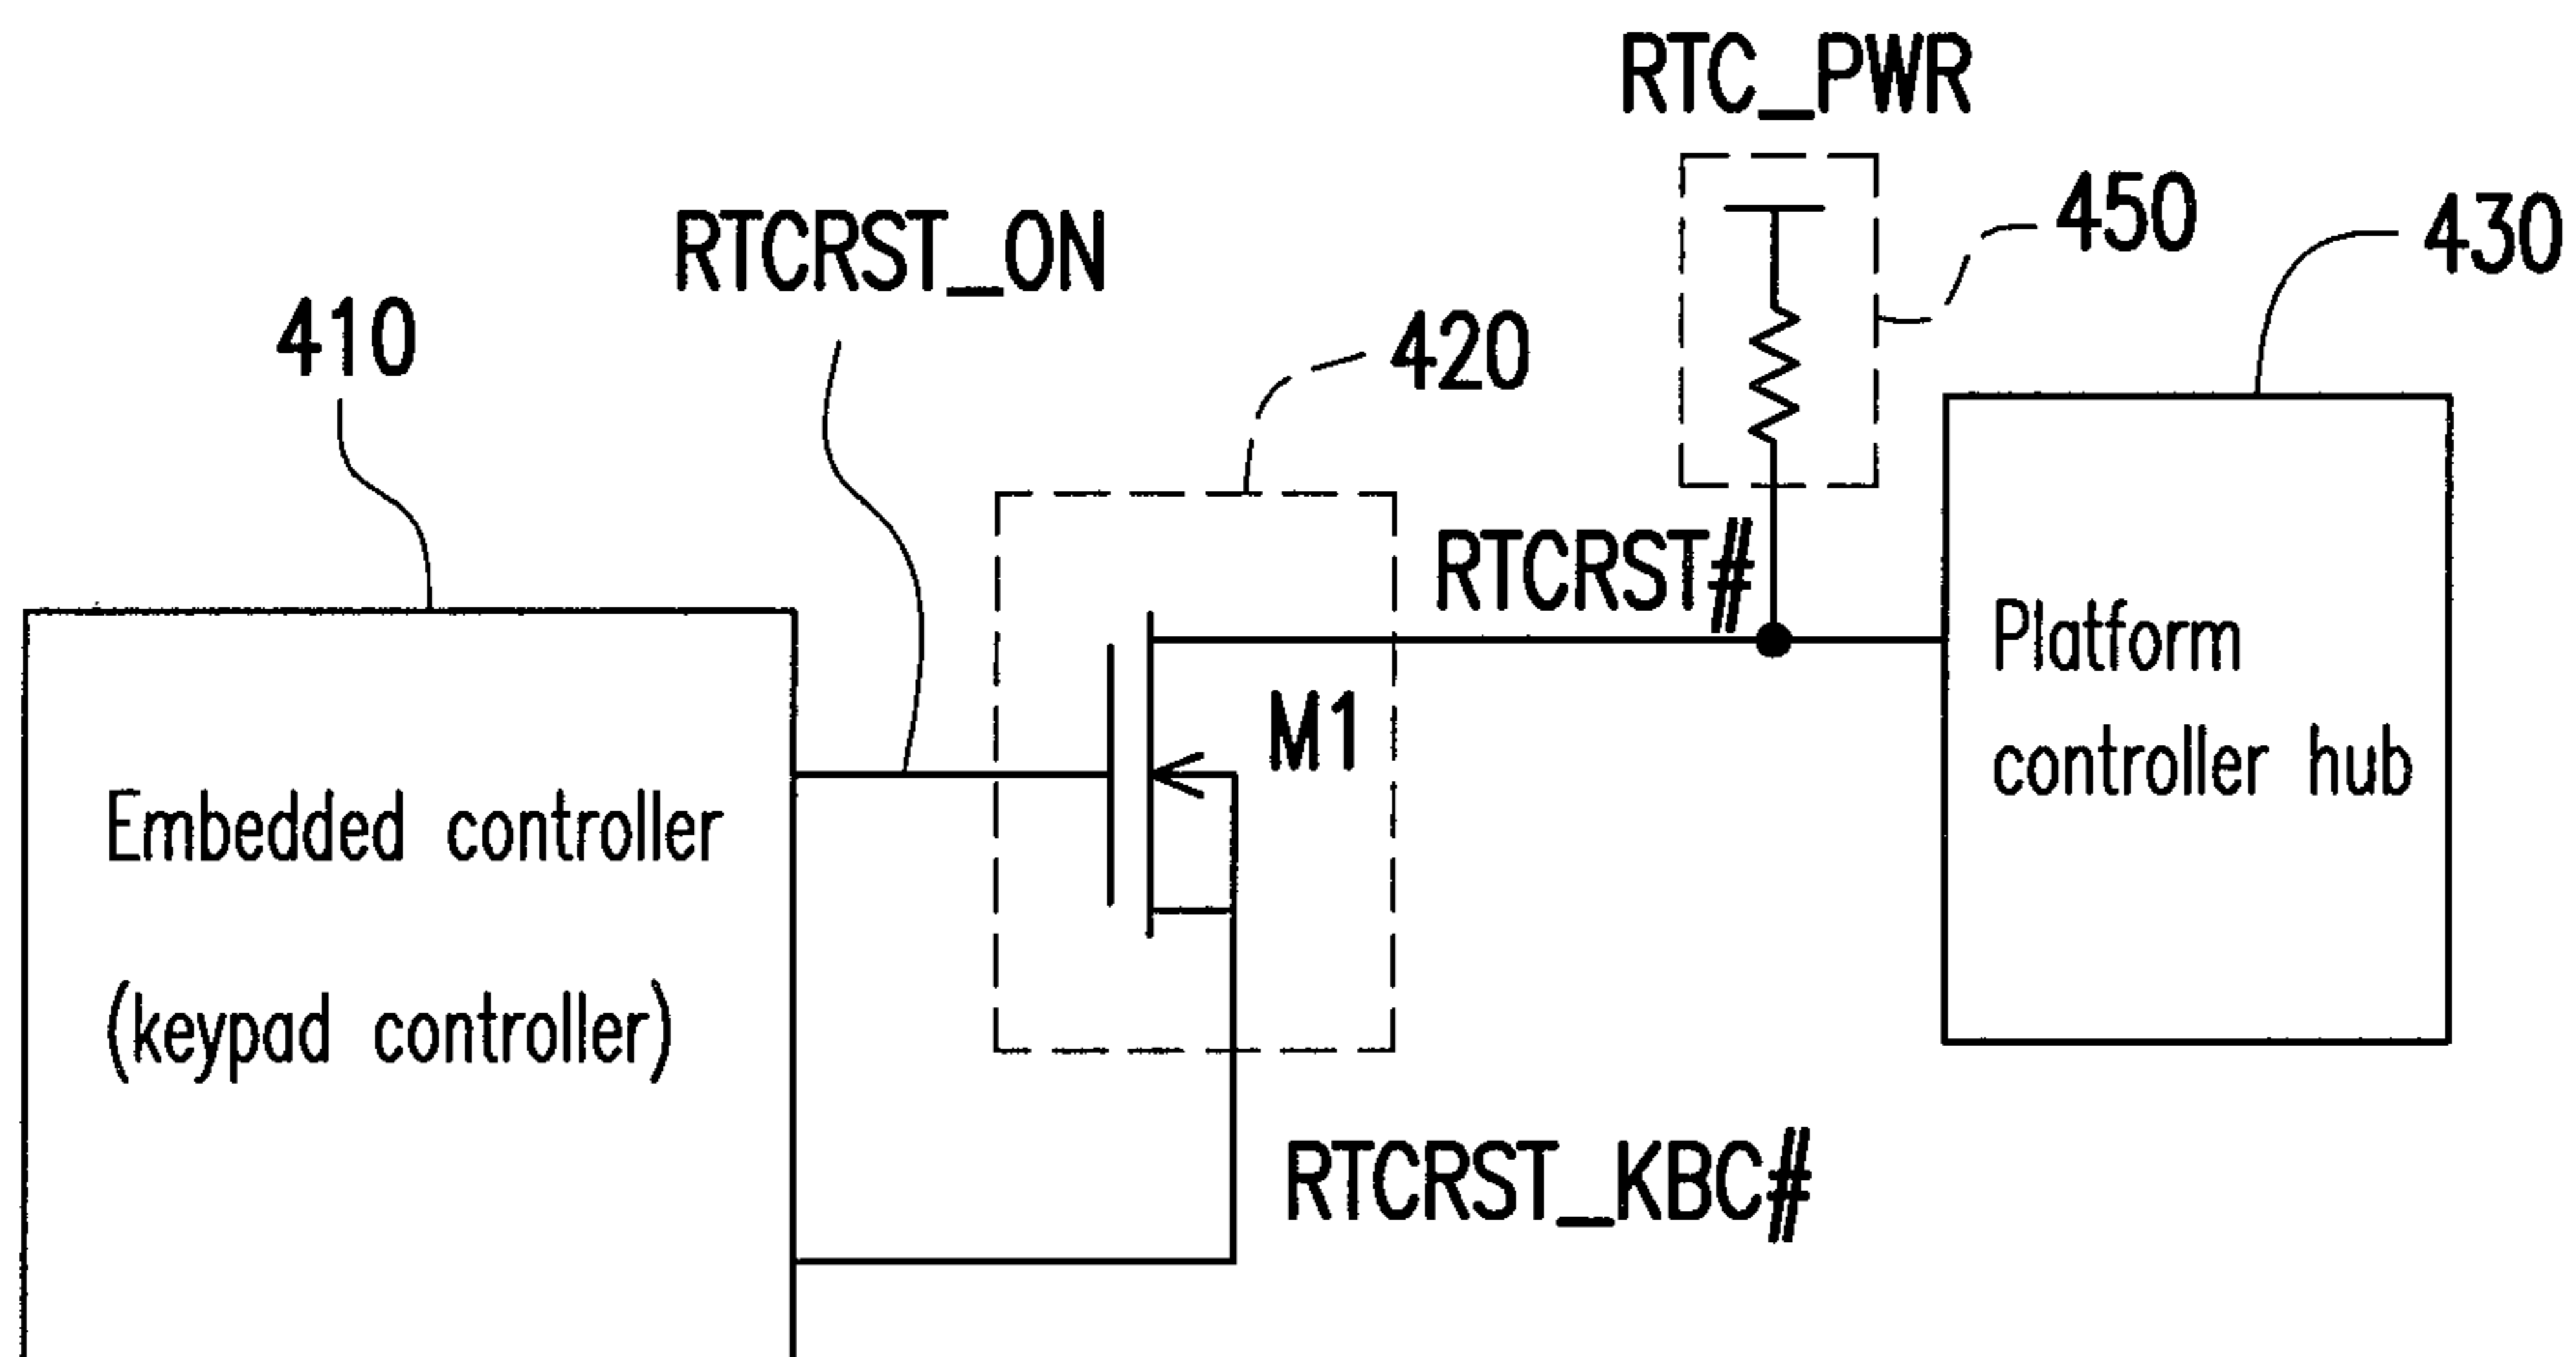 RTC_PWR
450
430
RTCRST_ON
410
420
RTCRST#
Platform
controller hub
M1
Embedded controller
(keypad controller)
RTCRST_KBC#